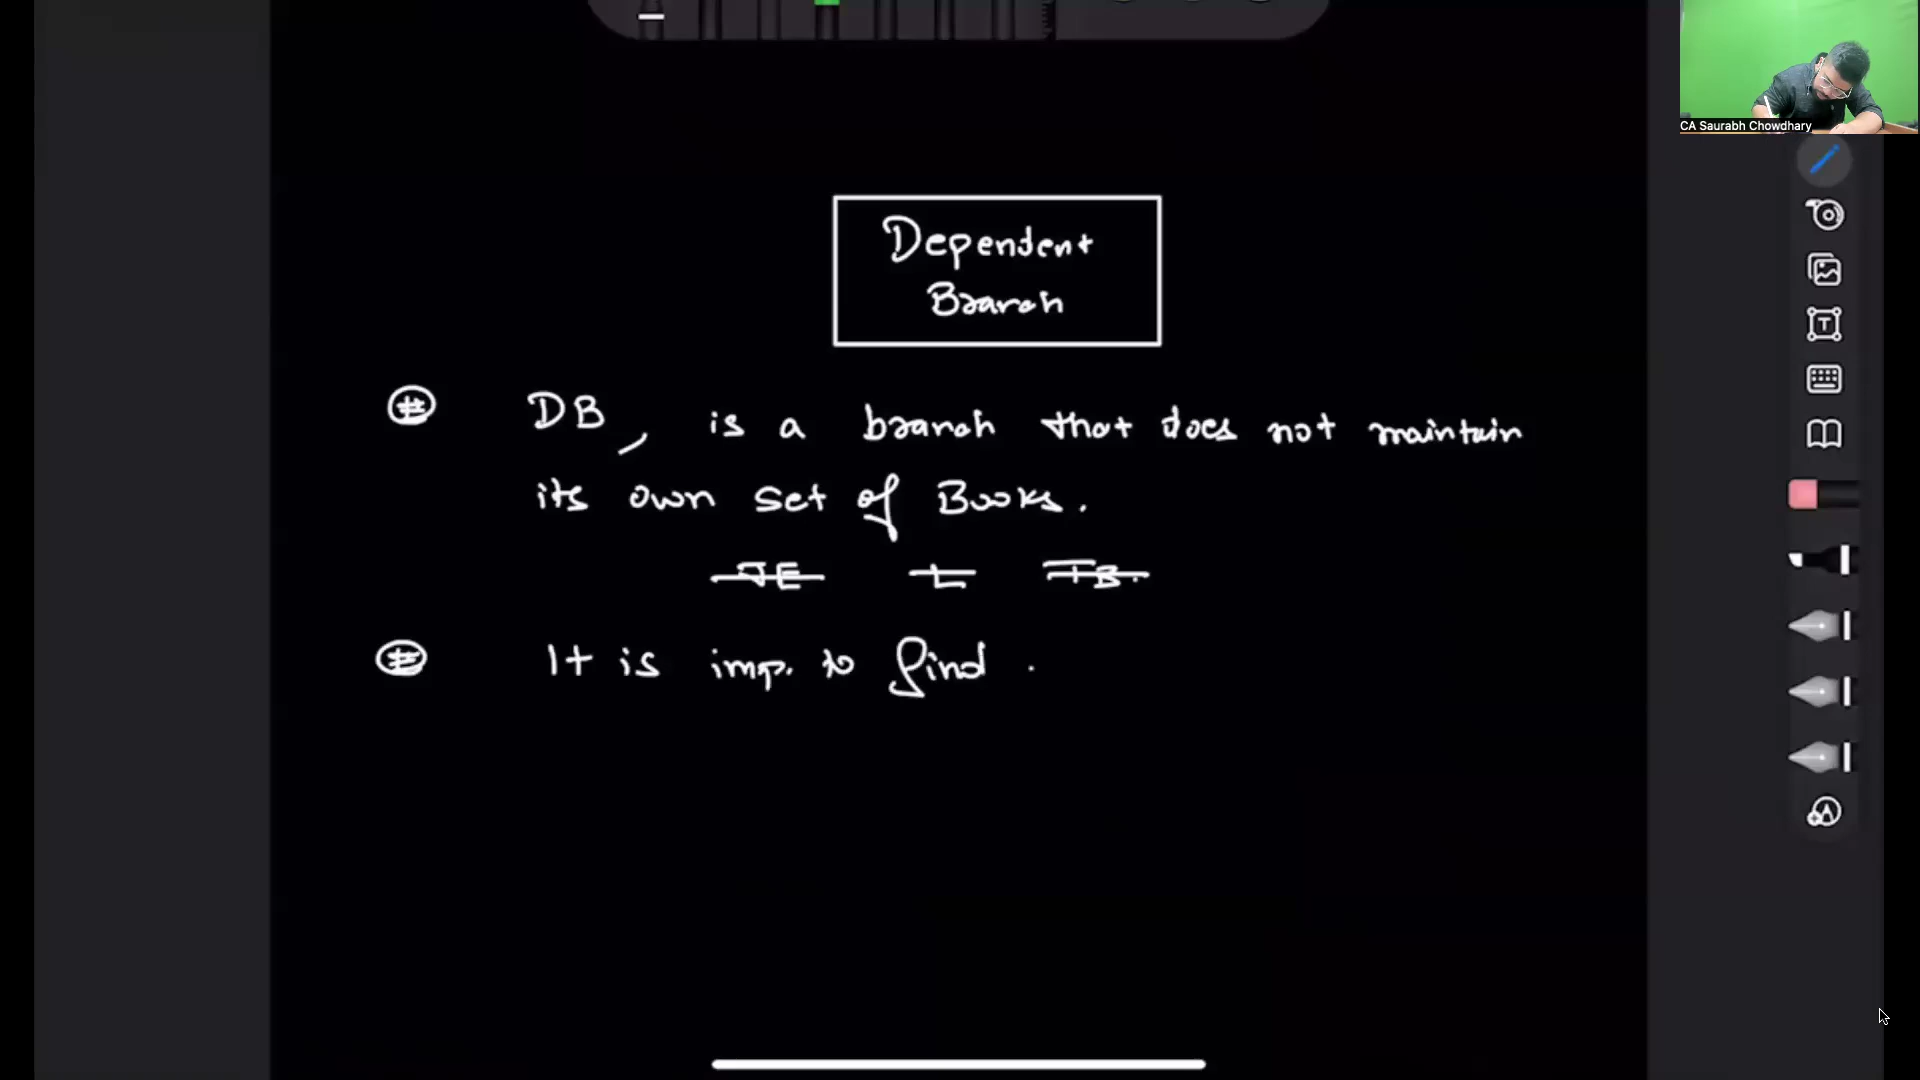 CA Saurabh Chowdhary
Dependent
Branch
# DB, is a branch that does not maintain
its own set of Books.
JE L TB.
# It is imp. to find .